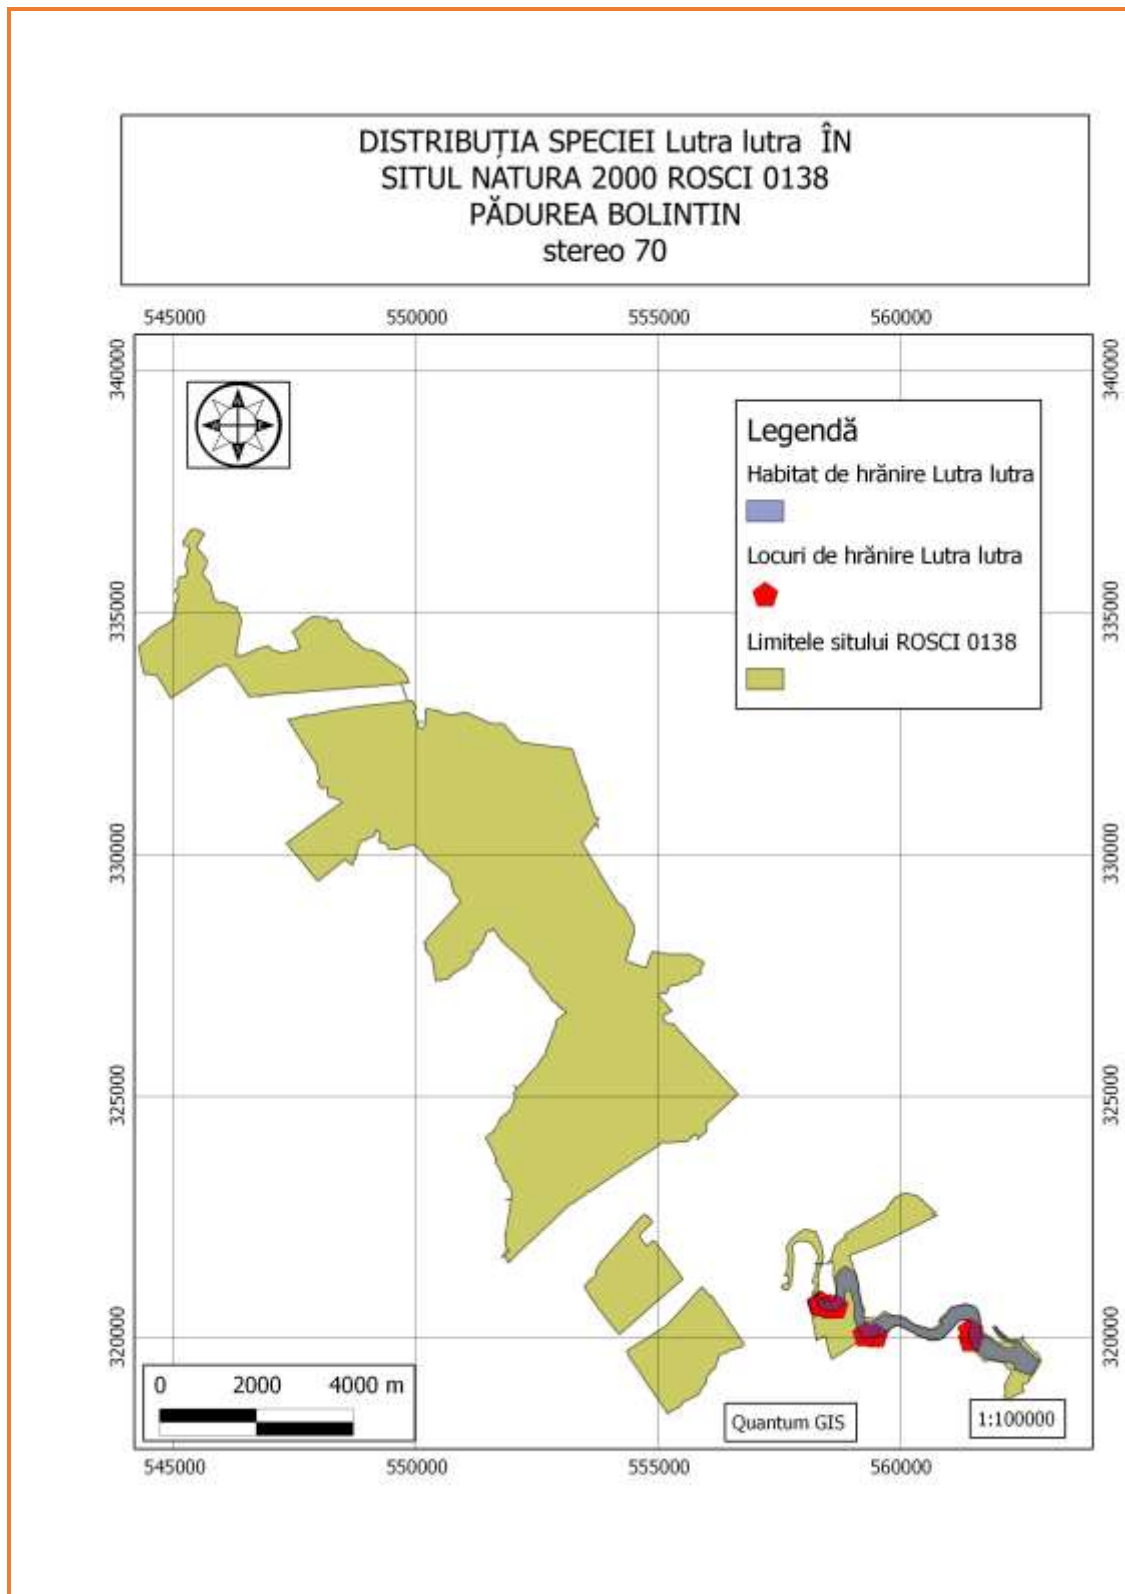 DISTRIBUȚIA SPECIEI Lutra lutra ÎN
SITUL NATURA 2000 ROSCI 0138
PĂDUREA BOLINTIN
stereo 70
545000 550000 555000 560000
340000 340000
Legendă
Habitat de hrănire Lutra lutra
Locuri de hrănire Lutra lutra
335000 335000
Limitele sitului ROSCI 0138
330000 330000
325000 325000
320000 320000
0 2000 4000 m
Quantum GIS 1:100000
545000 550000 555000 560000